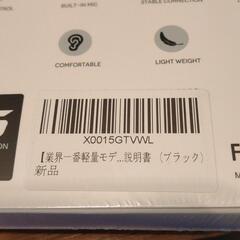 BUILT-IN MIC
STABLE CONNECTION
COMFORTABLE
LIGHT WEIGHT
X0015GTVWL
【業界一番軽量モデ...説明書 (ブラック)
新品